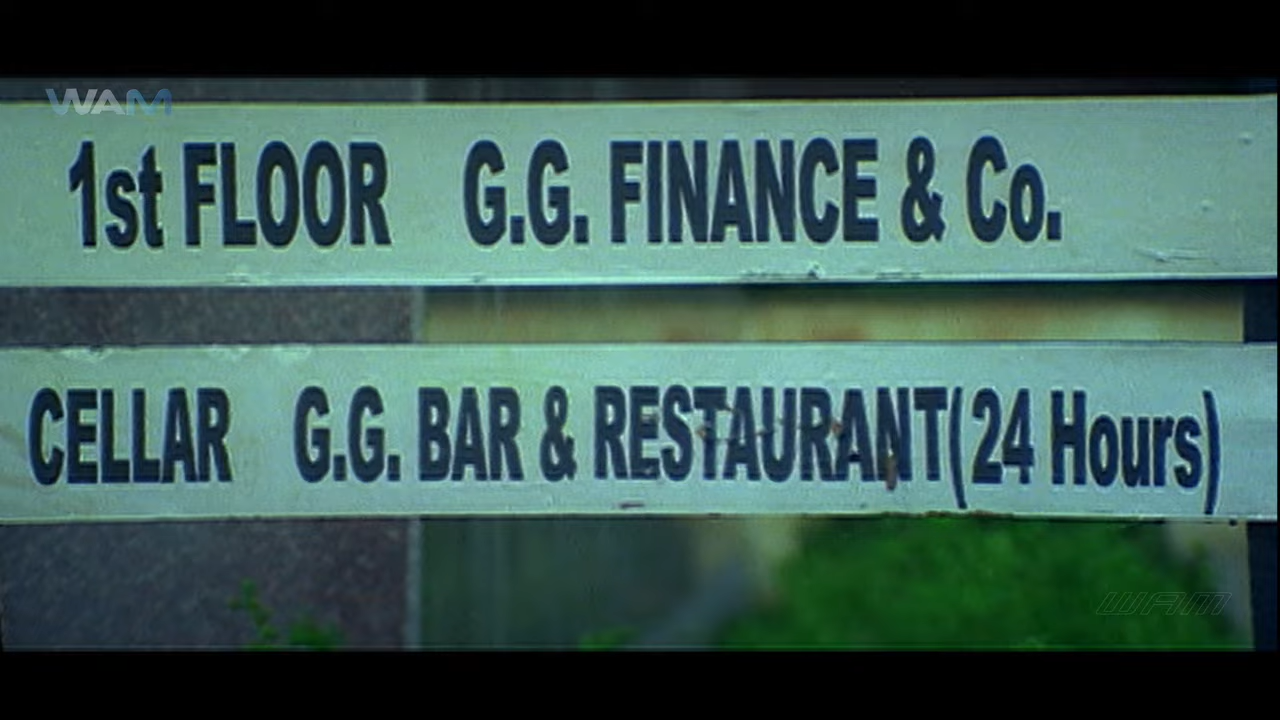 WAM
1st FLOOR G.G. FINANCE & Co.
CELLAR G.G. BAR & RESTAURANT(24 Hours)
WAM